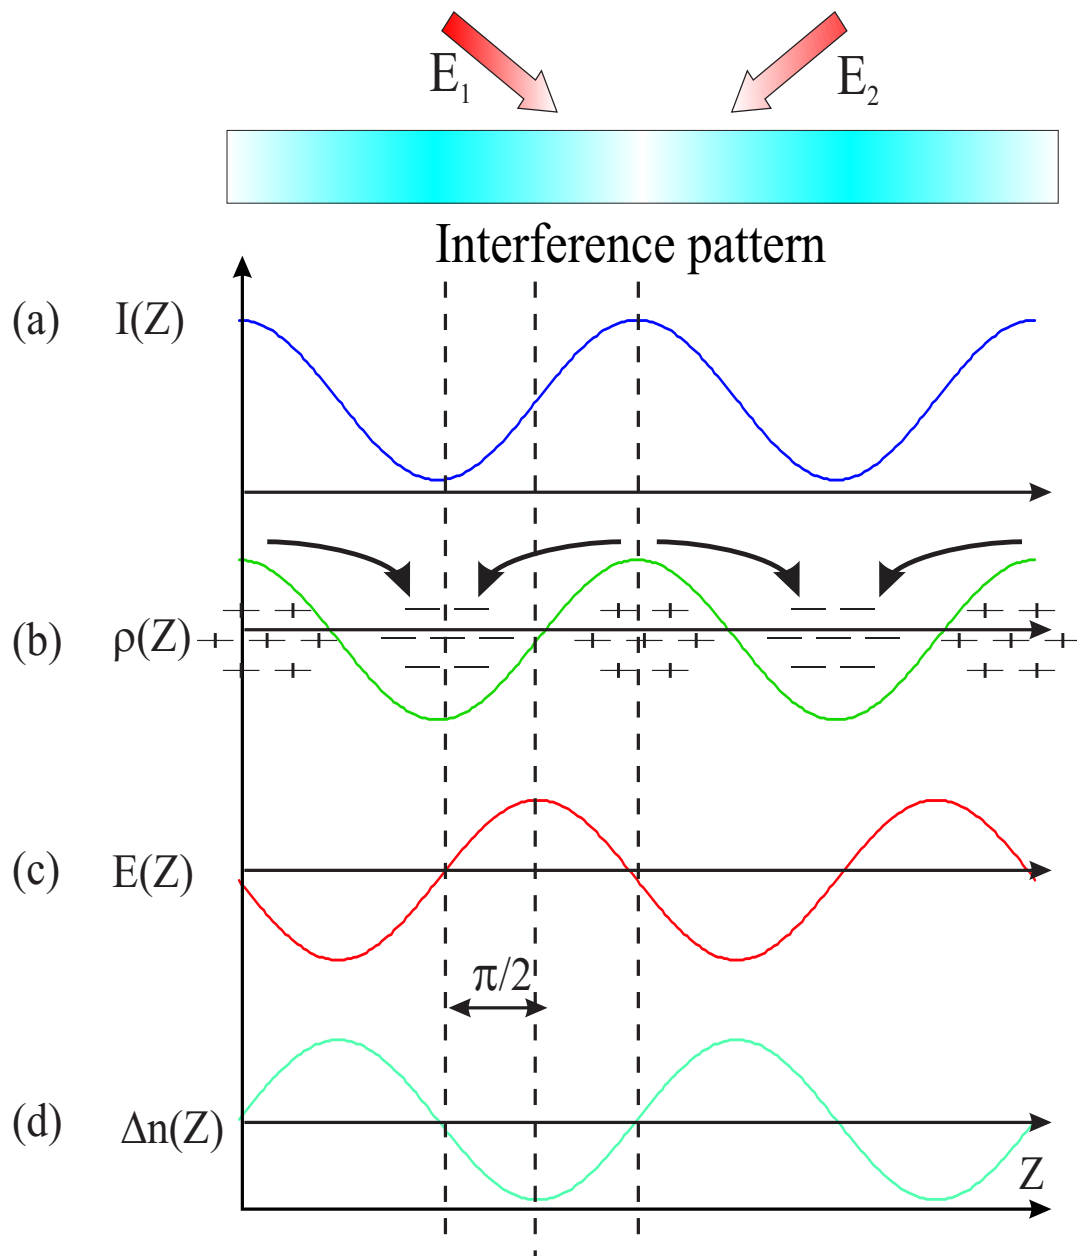 E₁
E₂
Interference pattern
(a) I(Z)
(b) ρ(Z)
(c) E(Z)
π/2
(d) Δn(Z)
Z